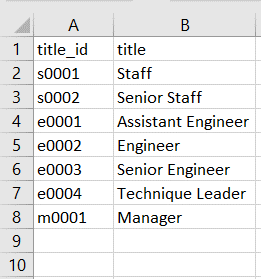 A B
1 title_id title
2 s0001 Staff
3 s0002 Senior Staff
4 e0001 Assistant Engineer
5 e0002 Engineer
6 e0003 Senior Engineer
7 e0004 Technique Leader
8 m0001 Manager
9
10